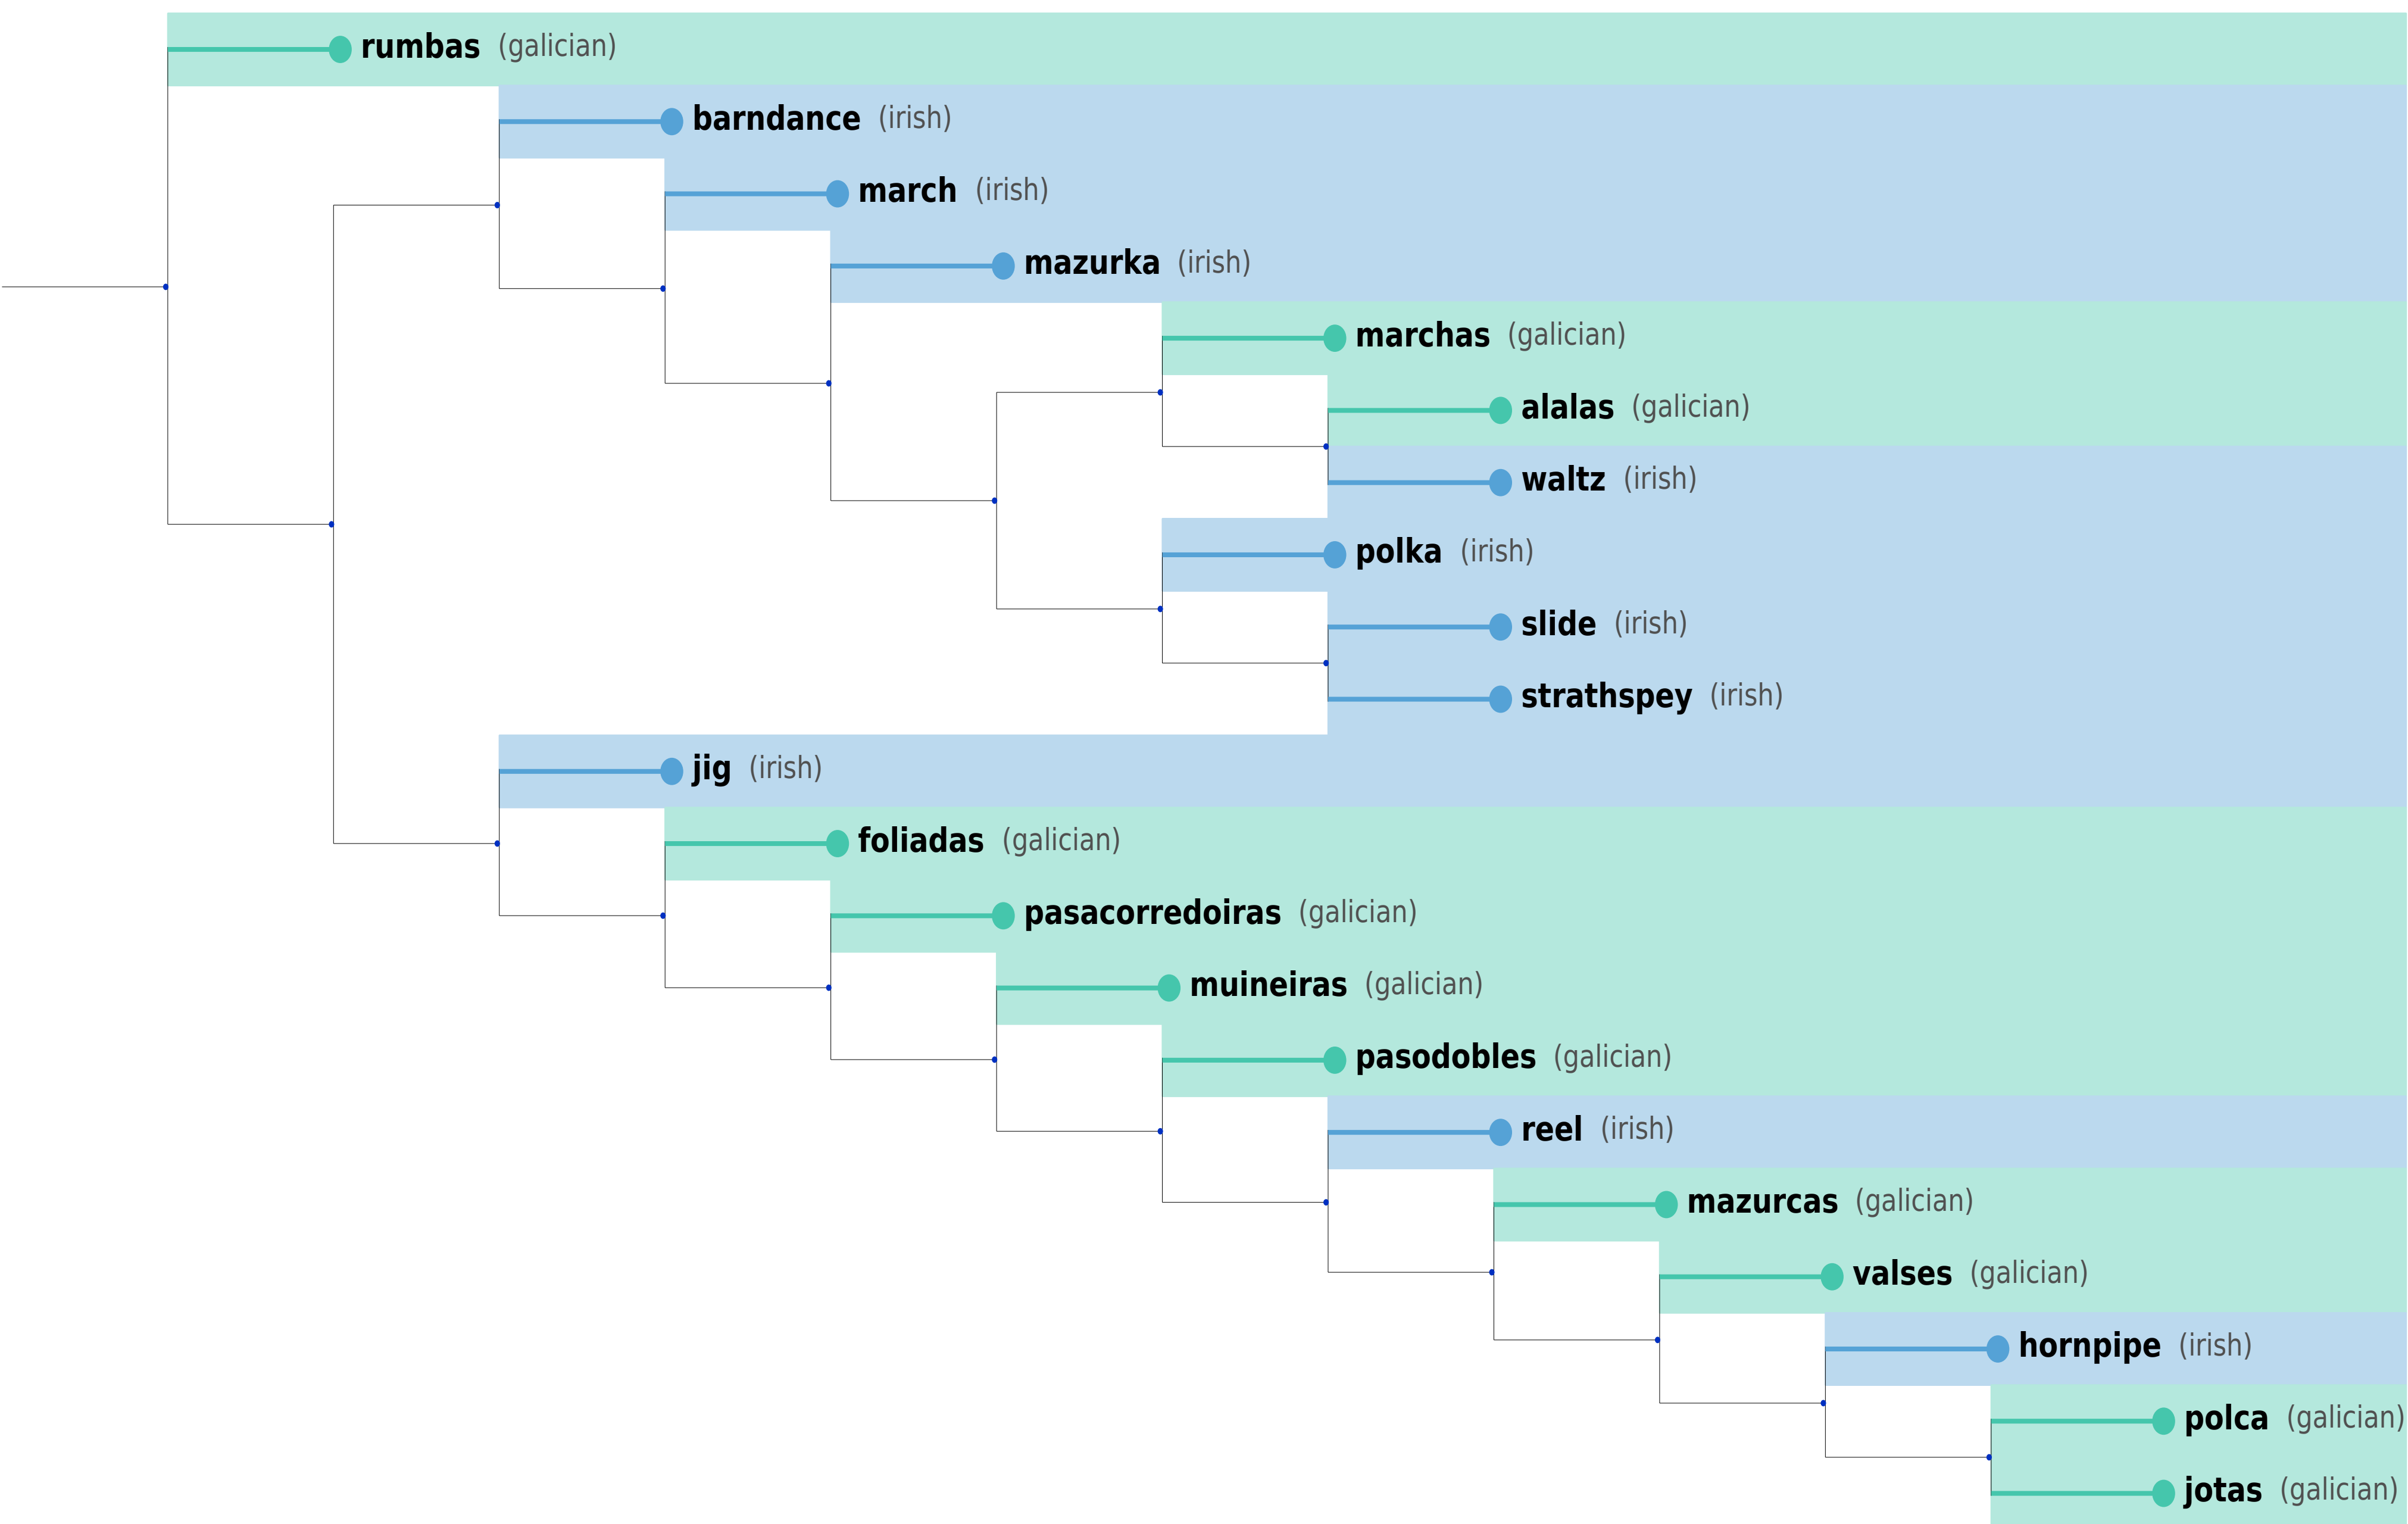 rumbas (galician)
barndance (irish)
march (irish)
mazurka (irish)
marchas (galician)
alalas (galician)
waltz (irish)
polka (irish)
slide (irish)
strathspey (irish)
jig (irish)
foliadas (galician)
pasacorredoiras (galician)
muineiras (galician)
pasodobles (galician)
reel (irish)
mazurcas (galician)
valses (galician)
hornpipe (irish)
polca (galician)
jotas (galician)